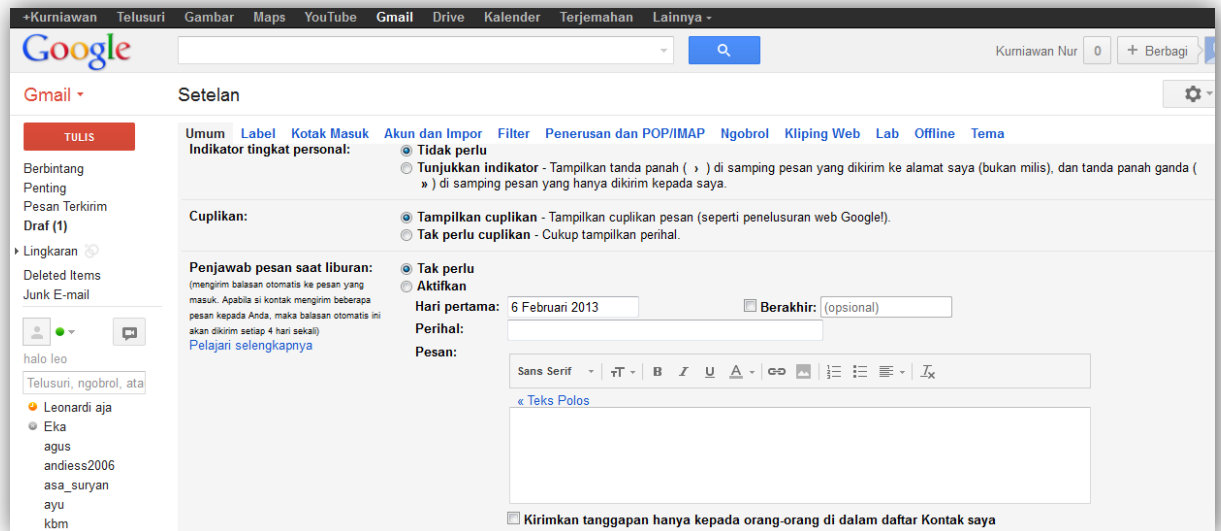 +Kurniawan Telusuri Gambar Maps YouTube Gmail Drive Kalender Terjemahan Lainnya
Google
Kurniawan Nur 0 + Berbagi
Gmail
Setelan
TULIS
Berbintang
Penting
Pesan Terkirim
Draf (1)
Lingkaran
Deleted Items
Junk E-mail
halo leo
Telusuri, ngobrol, ata
Leonardi aja
Eka
agus
andiess2006
asa_suryan
ayu
kbm
Umum Label Kotak Masuk Akun dan Impor Filter Penerusan dan POP/IMAP Ngobrol Kliping Web Lab Offline Tema
Indikator tingkat personal:
Tidak perlu
Tunjukkan indikator - Tampilkan tanda panah ( › ) di samping pesan yang dikirim ke alamat saya (bukan milis), dan tanda panah ganda (
» ) di samping pesan yang hanya dikirim kepada saya.
Cuplikan:
Tampilkan cuplikan - Tampilkan cuplikan pesan (seperti penelusuran web Google!).
Tak perlu cuplikan - Cukup tampilkan perihal.
Penjawab pesan saat liburan:
(mengirim balasan otomatis ke pesan yang
masuk. Apabila si kontak mengirim beberapa
pesan kepada Anda, maka balasan otomatis ini
akan dikirim setiap 4 hari sekali)
Pelajari selengkapnya
Tak perlu
Aktifkan
Hari pertama: 6 Februari 2013 Berakhir: (opsional)
Perihal:
Pesan:
Sans Serif T B I U A
« Teks Polos
Kirimkan tanggapan hanya kepada orang-orang di dalam daftar Kontak saya